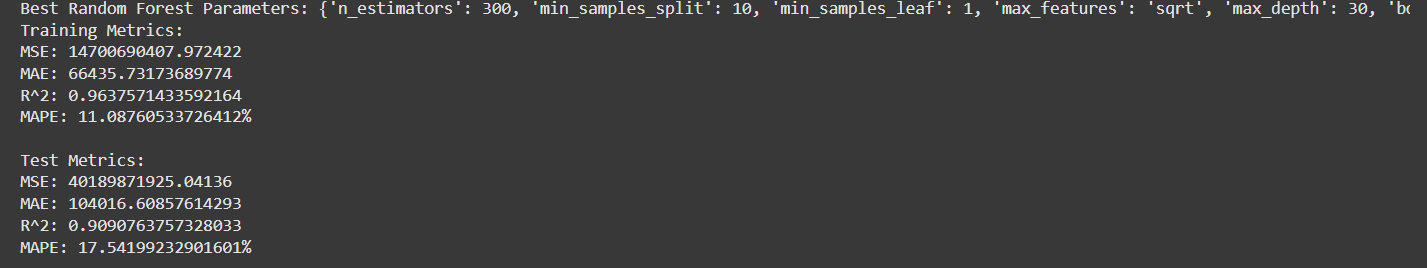 Best Random Forest Parameters: {'n_estimators': 300, 'min_samples_split': 10, 'min_samples_leaf': 1, 'max_features': 'sqrt', 'max_depth': 30,
Training Metrics:
MSE: 14700690407.972422
MAE: 66435.73173689774
R^2: 0.9637571433592164
MAPE: 11.08760533726412%
Test Metrics:
MSE: 40189871925.04136
MAE: 104016.60857614293
R^2: 0.9090763757328033
MAPE: 17.54199232901601%